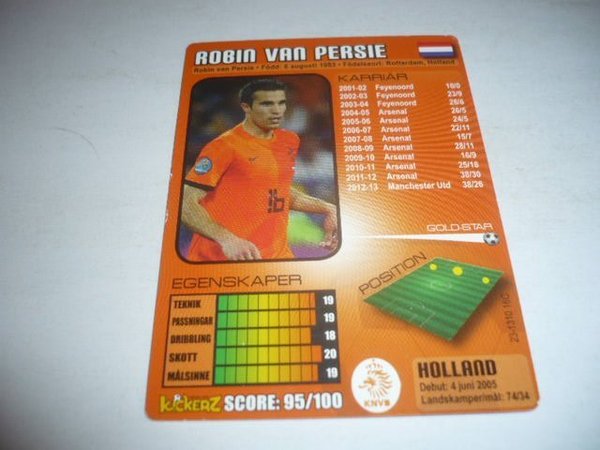 ROBIN VAN PERSIE
Robin van Persie • Född: 6 augusti 1983 • Födelseort: Rotterdam, Holland
KARRIÄR
2001-02 Feyenoord 10/0
2002-03 Feyenoord 23/9
2003-04 Feyenoord 26/6
2004-05 Arsenal 26/5
2005-06 Arsenal 24/5
2006-07 Arsenal 22/11
2007-08 Arsenal 15/7
2008-09 Arsenal 28/11
2009-10 Arsenal 16/9
2010-11 Arsenal 25/18
2011-12 Arsenal 38/30
2012-13 Manchester Utd 38/26
16
GOLD-STAR
POSITION
EGENSKAPER
TEKNIK 19
PASSNINGAR 19
DRIBBLING 18
SKOTT 20
MÅLSINNE 19
KICKERZ SCORE: 95/100
KNVB
HOLLAND
Debut: 4 juni 2005
Landskamper/mål: 74/34